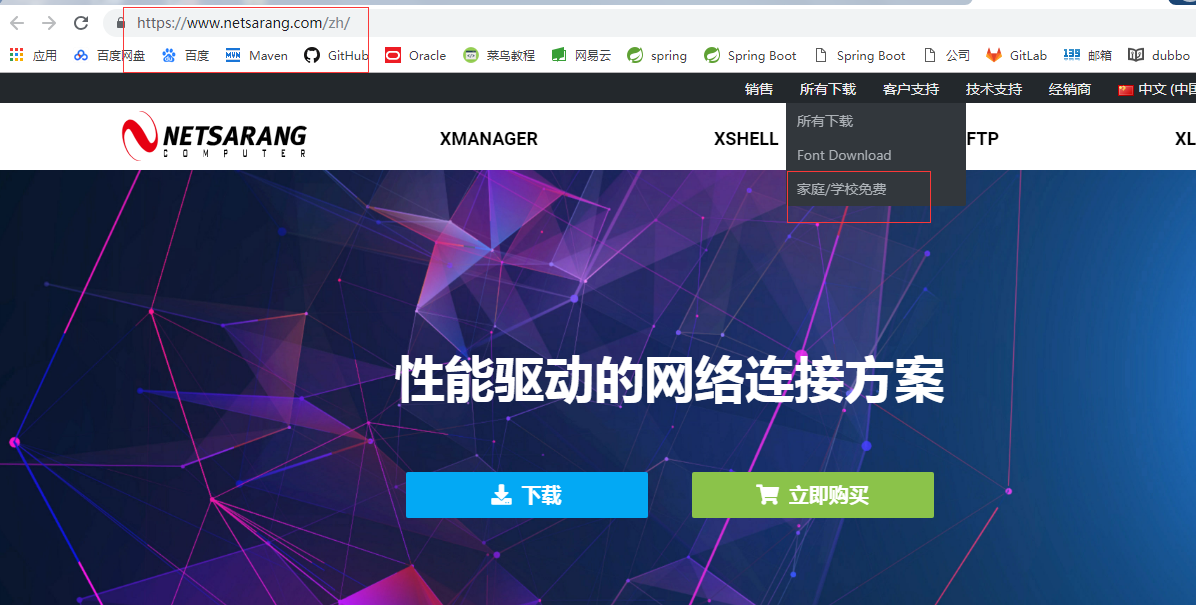 https://www.netsarang.com/zh/
应用 百度网盘 百度 Maven GitHub Oracle 菜鸟教程 网易云 spring Spring Boot Spring Boot 公司 GitLab 邮箱 dubbo
销售 所有下载 客户支持 技术支持 经销商 中文 (中国
NETSARANG
COMPUTER
XMANAGER XSHELL FTP XL
所有下载
Font Download
家庭/学校免费
性能驱动的网络连接方案
下载 立即购买